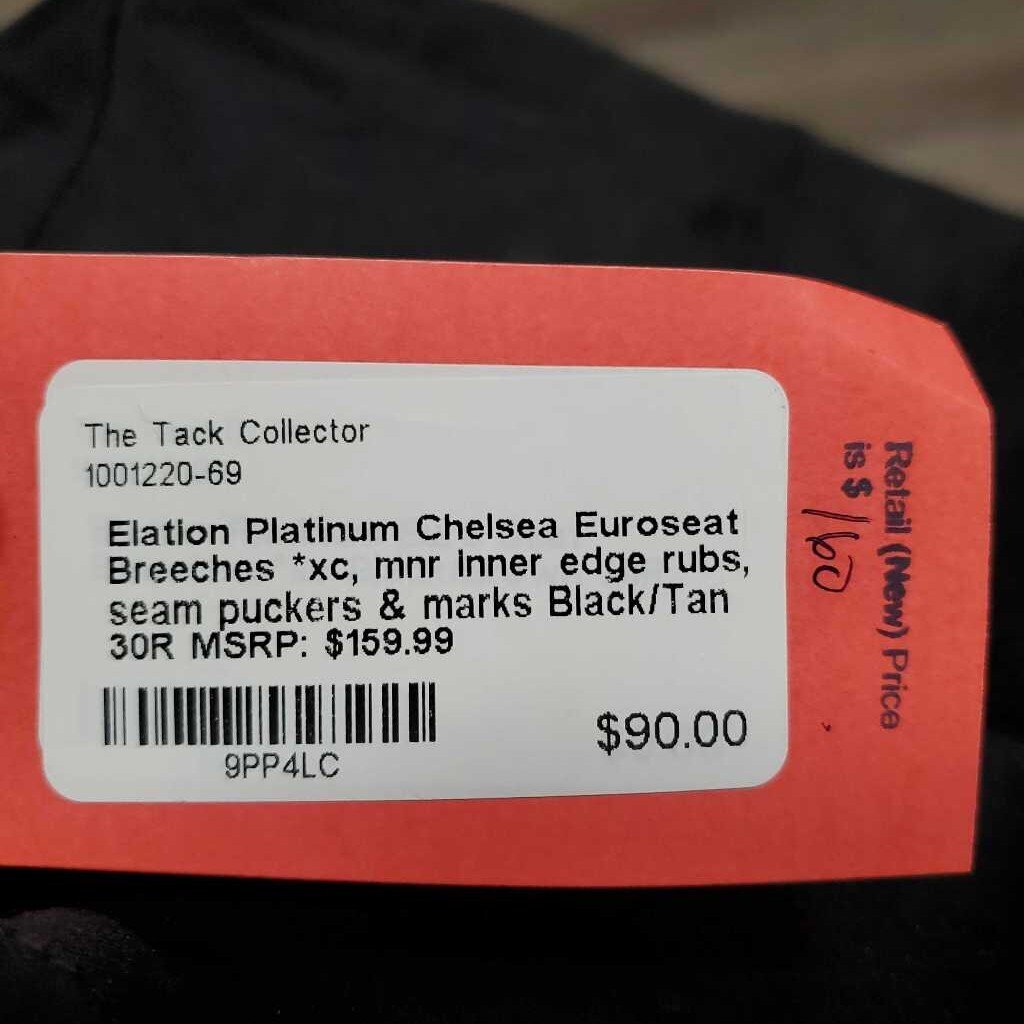 The Tack Collector
1001220-69
Elation Platinum Chelsea Euroseat
Breeches *xc, mnr inner edge rubs,
seam puckers & marks Black/Tan
30R MSRP: $159.99
9PP4LC
$90.00
Retail (New) Price
is $ 160